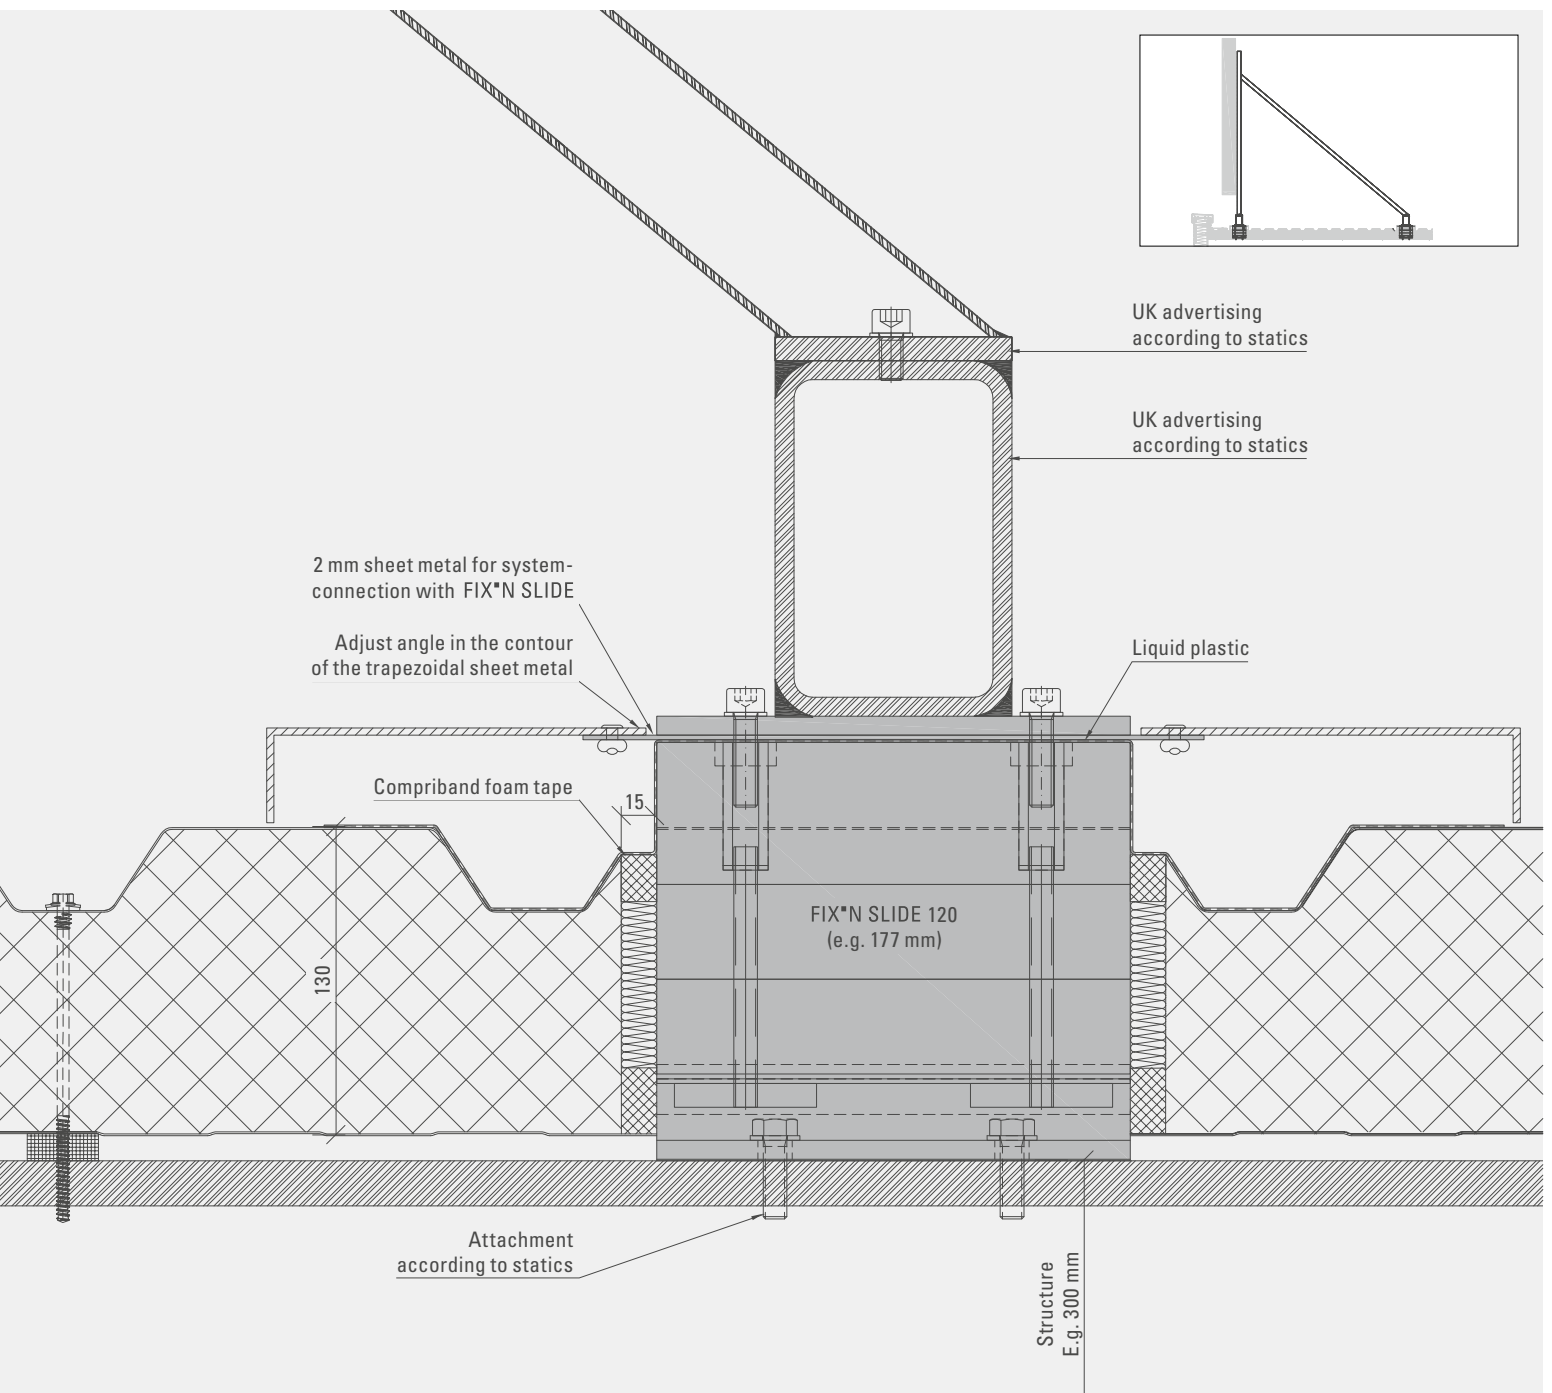 UK advertising
according to statics
UK advertising
according to statics
2 mm sheet metal for system-
connection with FIX■N SLIDE
Adjust angle in the contour
of the trapezoidal sheet metal
Liquid plastic
Compriband foam tape
15
FIX■N SLIDE 120
(e.g. 177 mm)
130
Attachment
according to statics
Structure
E.g. 300 mm